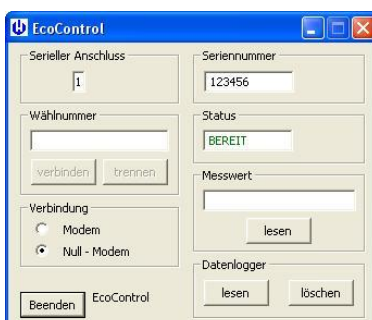 EcoControl
Serieller Anschluss
1
Wählnummer
verbinden trennen
Verbindung
Modem
Null - Modem
Beenden EcoControl
Seriennummer
123456
Status
BEREIT
Messwert
lesen
Datenlogger
lesen löschen